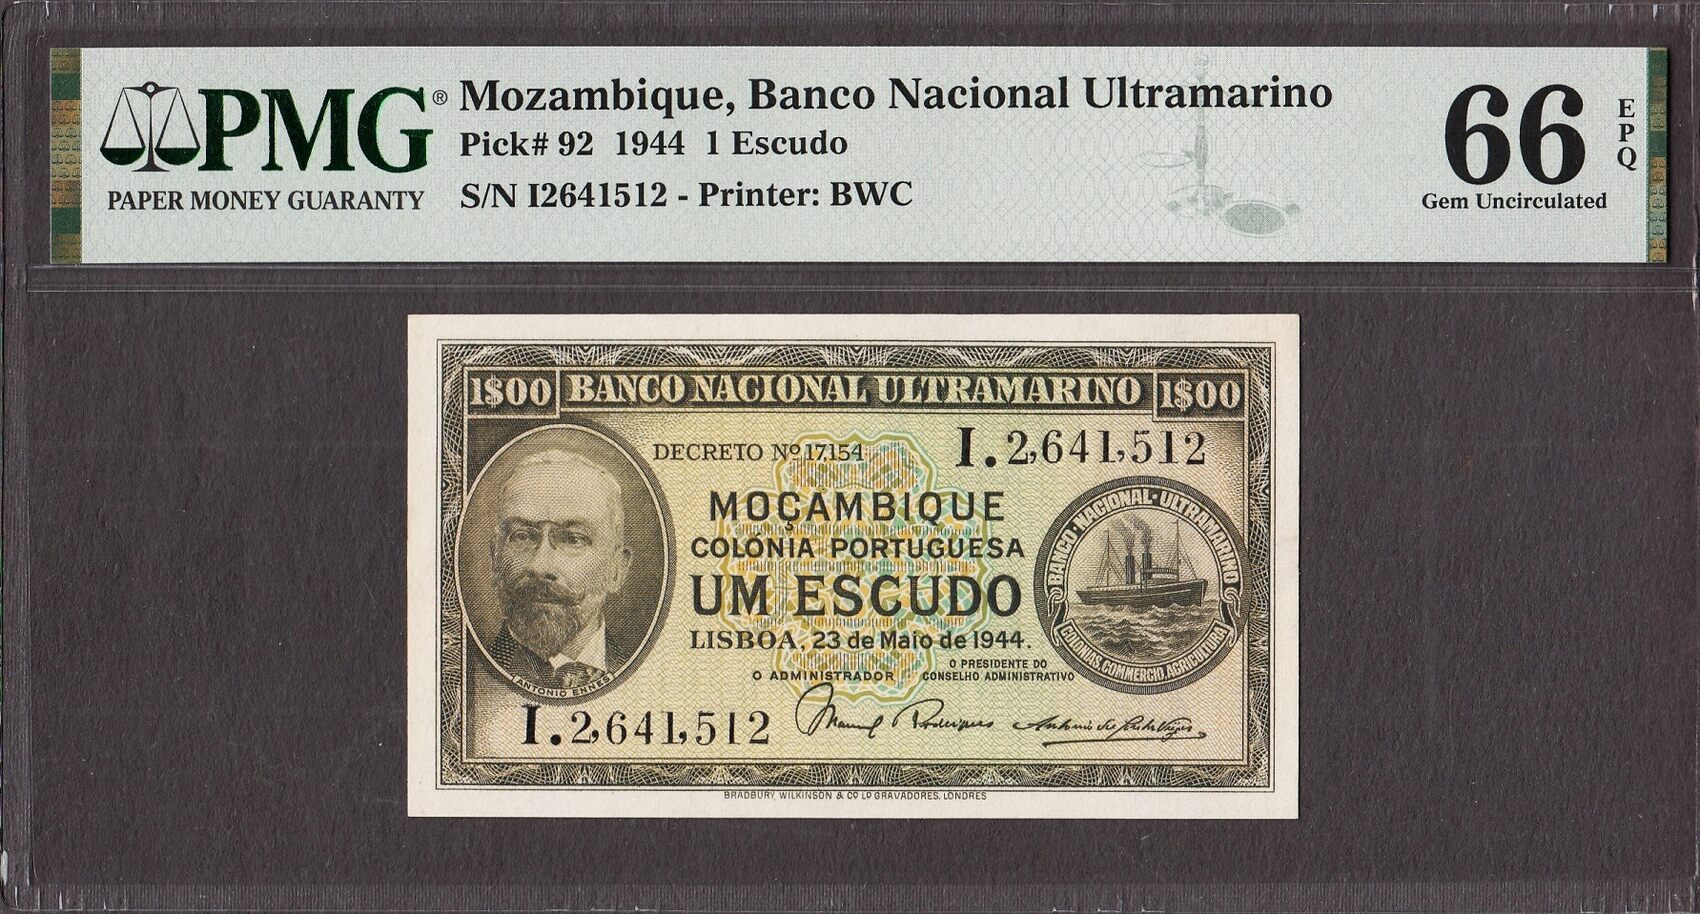 PMG®
PAPER MONEY GUARANTY
Mozambique, Banco Nacional Ultramarino
Pick# 92 1944 1 Escudo
S/N I2641512 - Printer: BWC
66 EPQ
Gem Uncirculated
1$00 BANCO NACIONAL ULTRAMARINO 1$00
DECRETO Nº 17,154
I.2,641,512
MOÇAMBIQUE
COLÓNIA PORTUGUESA
UM ESCUDO
LISBOA, 23 de Maio de 1944.
O ADMINISTRADOR
O PRESIDENTE DO
CONSELHO ADMINISTRATIVO
BANCO·NACIONAL·ULTRAMARINO
COLONIAS, COMMERCIO, AGRICULTURA
ANTONIO ENNES
I.2,641,512
Manuel Rodrigues
BRADBURY, WILKINSON & Cº Lº GRAVADORES, LONDRES